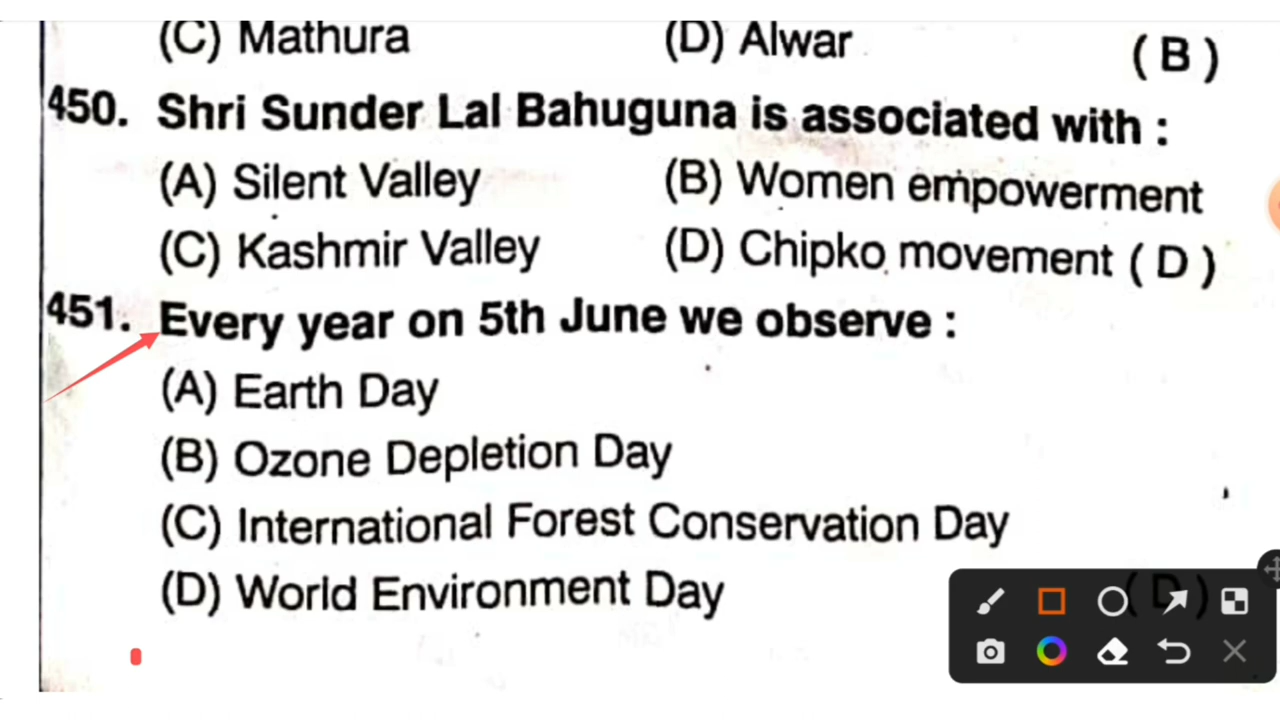 (C) Mathura (D) Alwar (B)
450. Shri Sunder Lal Bahuguna is associated with :
(A) Silent Valley (B) Women empowerment
(C) Kashmir Valley (D) Chipko movement (D)
451. Every year on 5th June we observe :
(A) Earth Day
(B) Ozone Depletion Day
(C) International Forest Conservation Day
(D) World Environment Day (D)